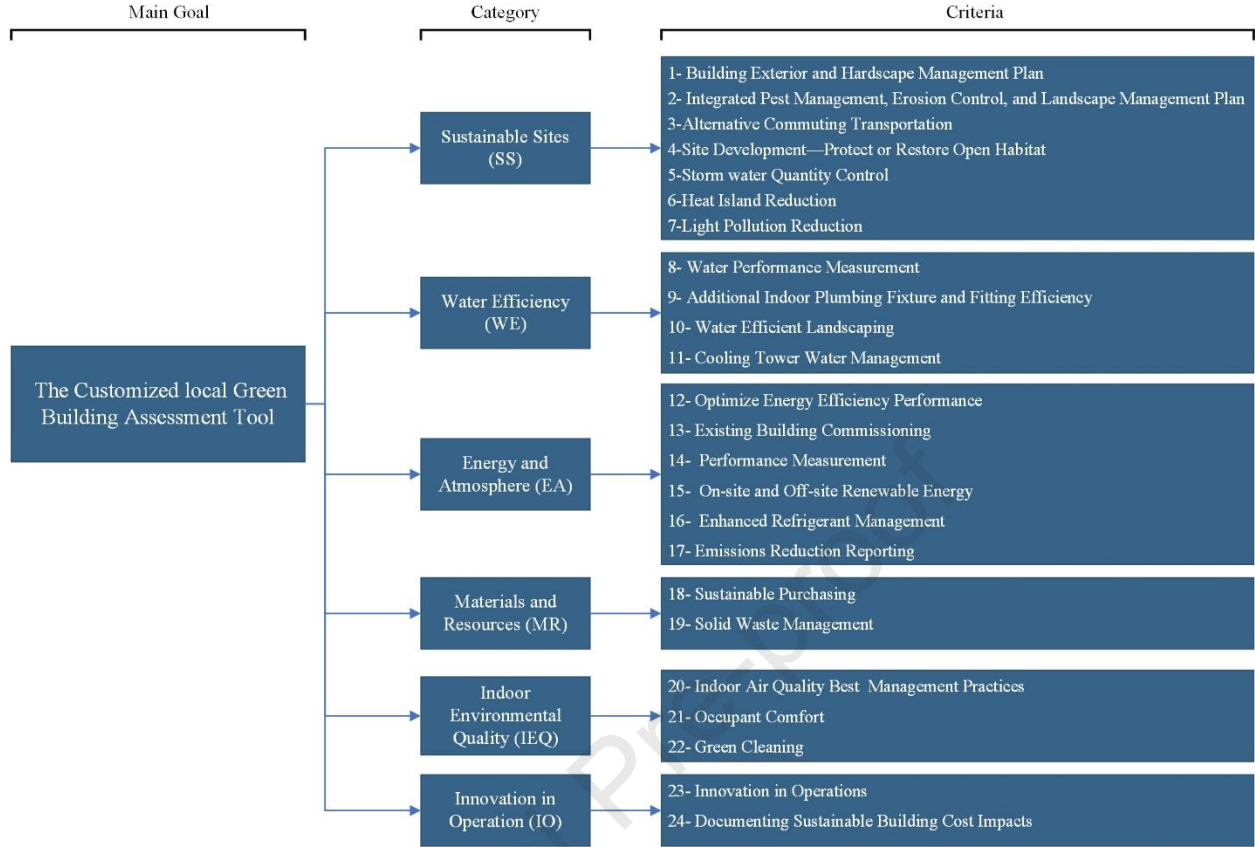 Main Goal
Category
Criteria
The Customized local Green
Building Assessment Tool
Sustainable Sites
(SS)
1- Building Exterior and Hardscape Management Plan
2- Integrated Pest Management, Erosion Control, and Landscape Management Plan
3-Alternative Commuting Transportation
4-Site Development—Protect or Restore Open Habitat
5-Storm water Quantity Control
6-Heat Island Reduction
7-Light Pollution Reduction
Water Efficiency
(WE)
8- Water Performance Measurement
9- Additional Indoor Plumbing Fixture and Fitting Efficiency
10- Water Efficient Landscaping
11- Cooling Tower Water Management
Energy and
Atmosphere (EA)
12- Optimize Energy Efficiency Performance
13- Existing Building Commissioning
14- Performance Measurement
15- On-site and Off-site Renewable Energy
16- Enhanced Refrigerant Management
17- Emissions Reduction Reporting
Materials and
Resources (MR)
18- Sustainable Purchasing
19- Solid Waste Management
Indoor
Environmental
Quality (IEQ)
20- Indoor Air Quality Best Management Practices
21- Occupant Comfort
22- Green Cleaning
Innovation in
Operation (IO)
23- Innovation in Operations
24- Documenting Sustainable Building Cost Impacts
Pre-proof